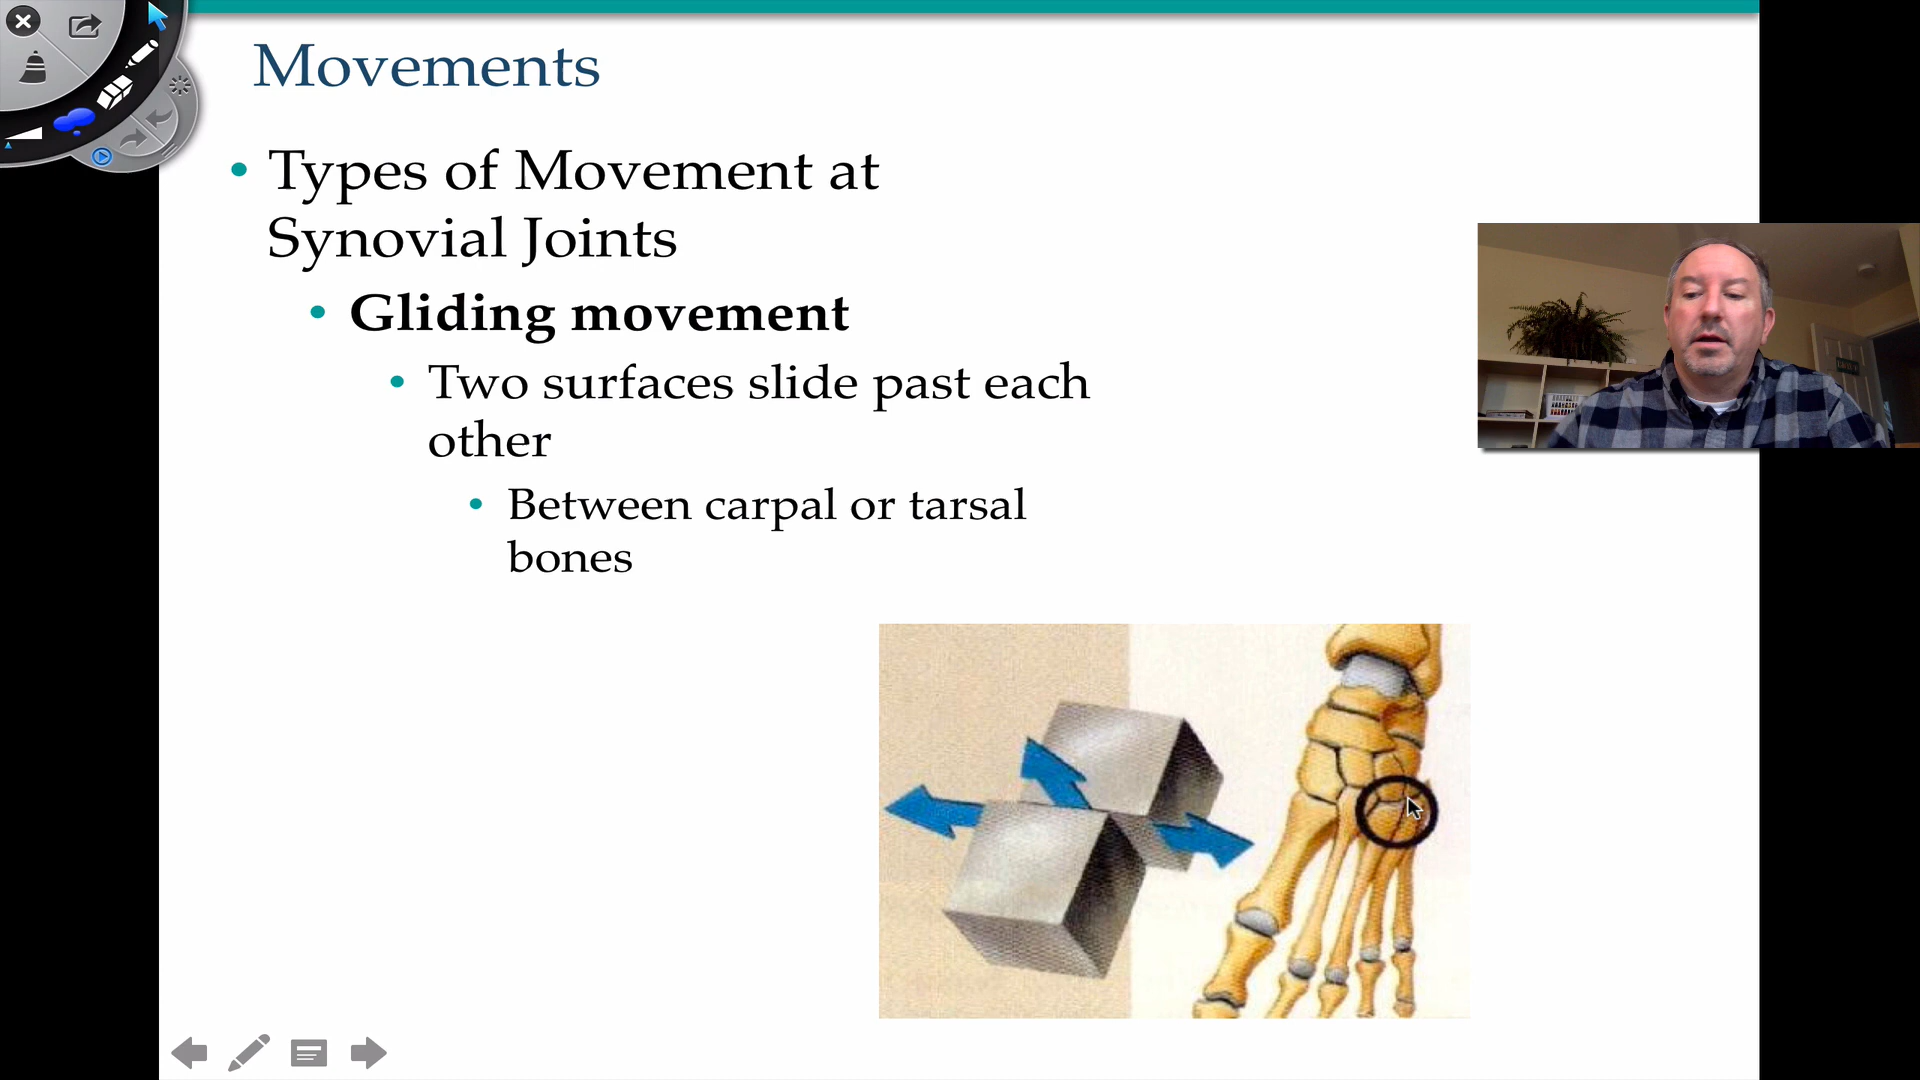 Movements
• Types of Movement at
Synovial Joints
• Gliding movement
• Two surfaces slide past each
other
• Between carpal or tarsal
bones